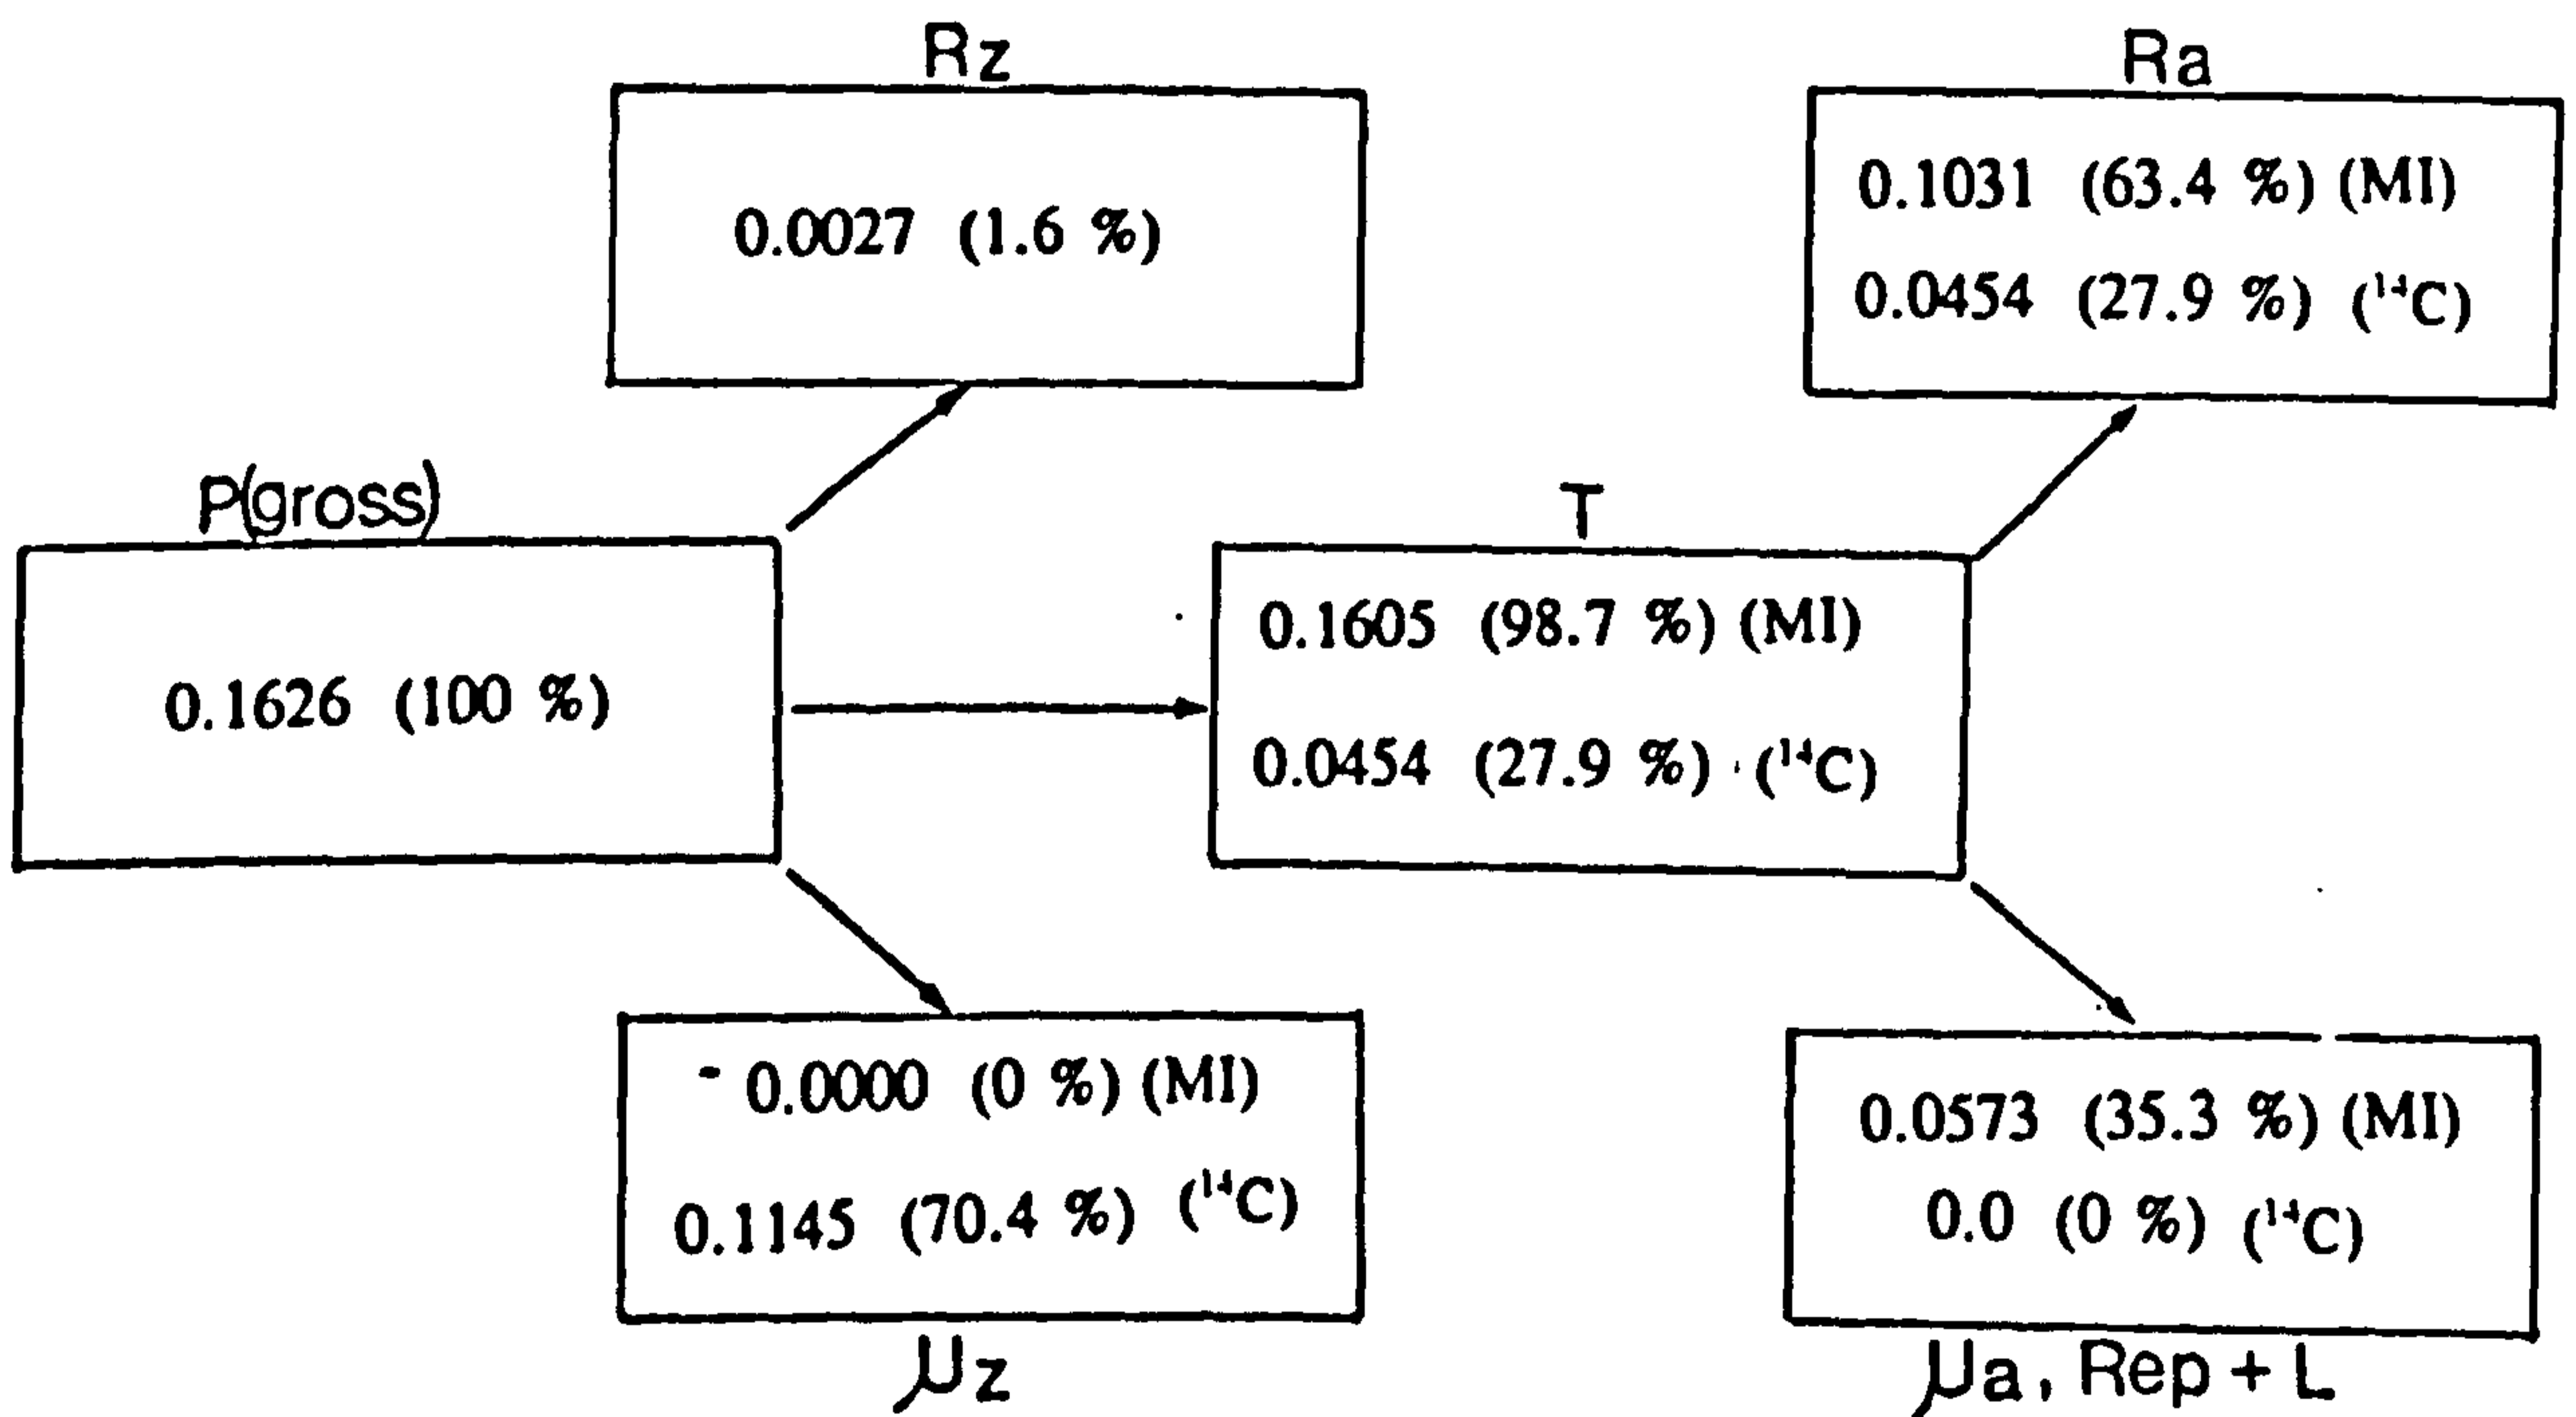 Rz
0.0027 (1.6 %)
Ra
0.1031 (63.4 %) (MI)
0.0454 (27.9 %) (¹⁴C)
P(gross)
0.1626 (100 %)
T
0.1605 (98.7 %) (MI)
0.0454 (27.9 %) (¹⁴C)
- 0.0000 (0 %) (MI)
0.1145 (70.4 %) (¹⁴C)
μz
0.0573 (35.3 %) (MI)
0.0 (0 %) (¹⁴C)
μa, Rep + L